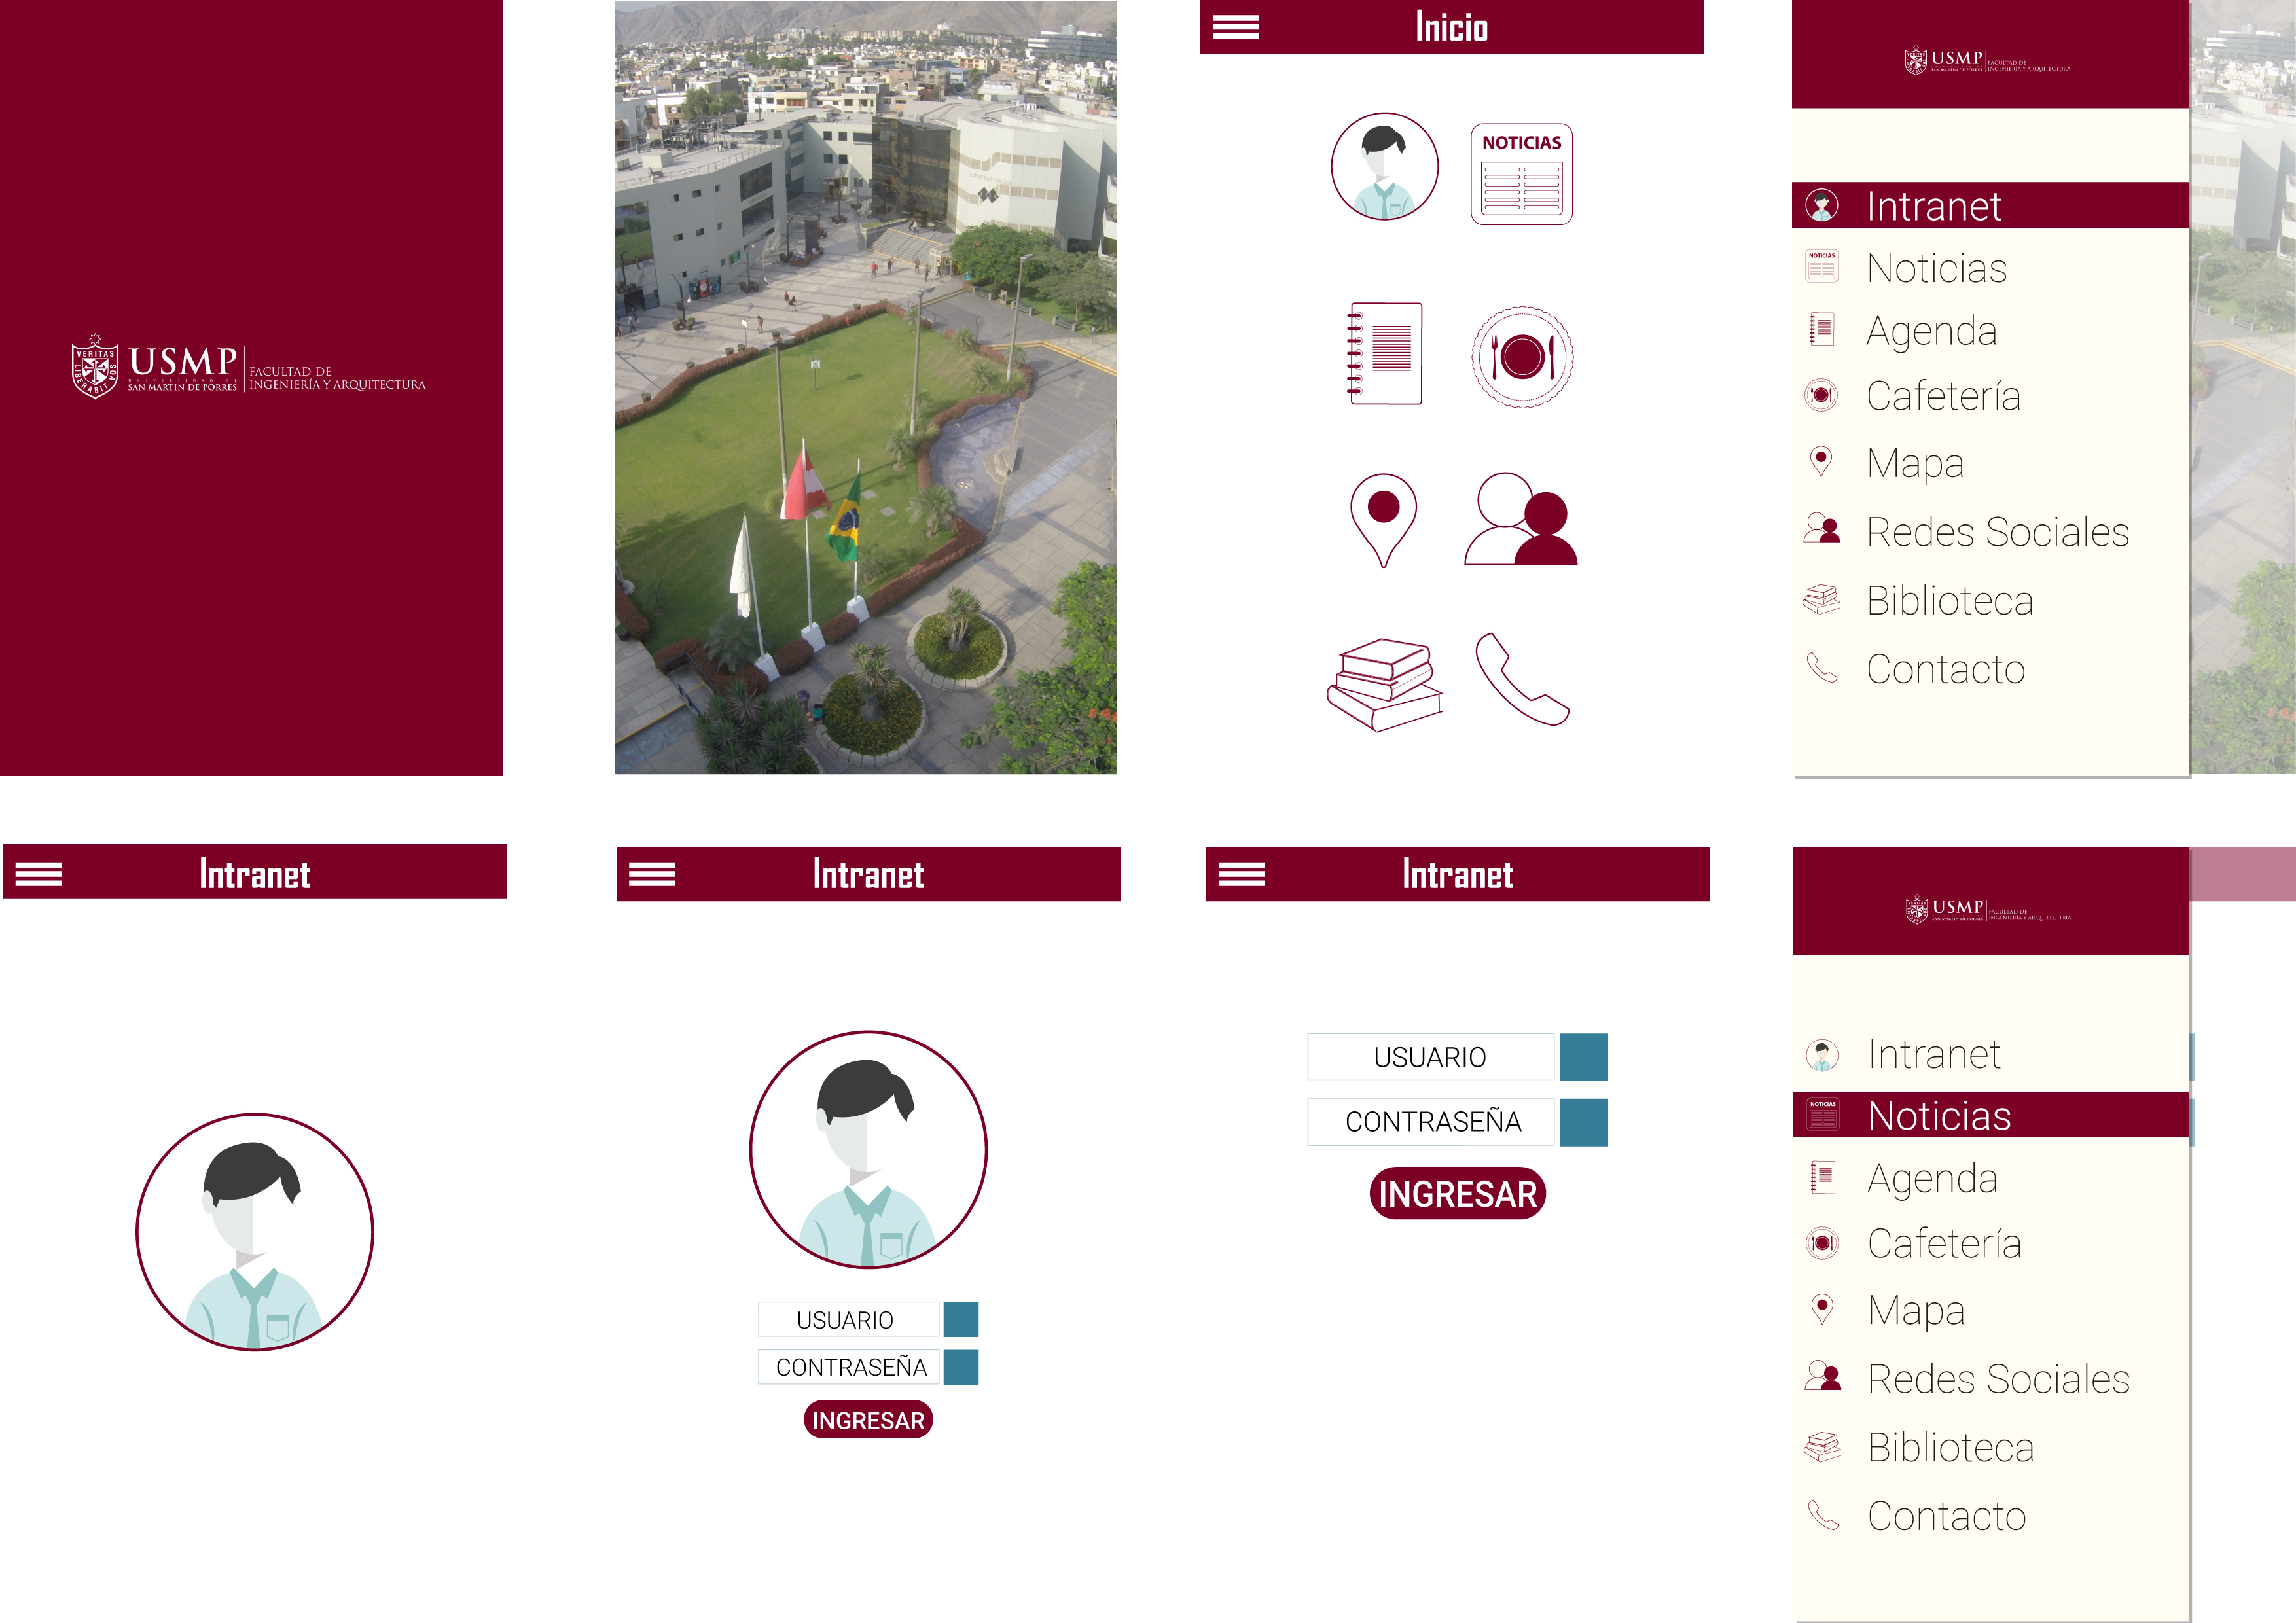 VERITAS
LIBERABIT VOS
USMP
UNIVERSIDAD DE
SAN MARTIN DE PORRES
FACULTAD DE
INGENIERÍA Y ARQUITECTURA
Inicio
NOTICIAS
USMP
SAN MARTIN DE PORRES
FACULTAD DE
INGENIERÍA Y ARQUITECTURA
Intranet
NOTICIAS
Noticias
Agenda
Cafetería
Mapa
Redes Sociales
Biblioteca
Contacto
Intranet
Intranet
USUARIO
CONTRASEÑA
INGRESAR
Intranet
USUARIO
CONTRASEÑA
INGRESAR
USMP
SAN MARTIN DE PORRES
FACULTAD DE
INGENIERÍA Y ARQUITECTURA
Intranet
NOTICIAS
Noticias
Agenda
Cafetería
Mapa
Redes Sociales
Biblioteca
Contacto